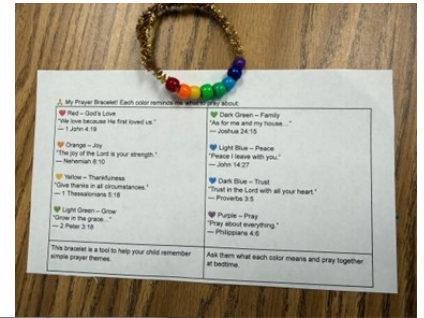 🙏 My Prayer Bracelet! Each color reminds me what to pray about:
❤️ Red – God's Love
"We love because He first loved us."
— 1 John 4:19
🧡 Orange – Joy
"The joy of the Lord is your strength."
— Nehemiah 8:10
💛 Yellow – Thankfulness
"Give thanks in all circumstances."
— 1 Thessalonians 5:18
💚 Light Green – Grow
"Grow in the grace..."
— 2 Peter 3:18
💚 Dark Green – Family
"As for me and my house..."
— Joshua 24:15
💙 Light Blue – Peace
"Peace I leave with you."
— John 14:27
💙 Dark Blue – Trust
"Trust in the Lord with all your heart."
— Proverbs 3:5
💜 Purple – Pray
"Pray about everything."
— Philippians 4:6
This bracelet is a tool to help your child remember
simple prayer themes.
Ask them what each color means and pray together
at bedtime.